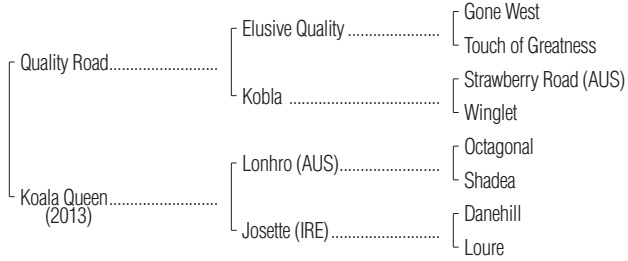 Gone West
Elusive Quality ....................
Touch of Greatness
Quality Road........................
Strawberry Road (AUS)
Kobla .................................
Winglet
Octagonal
Lonhro (AUS)......................
Shadea
Koala Queen........................
(2013)
Danehill
Josette (IRE)........................
Loure